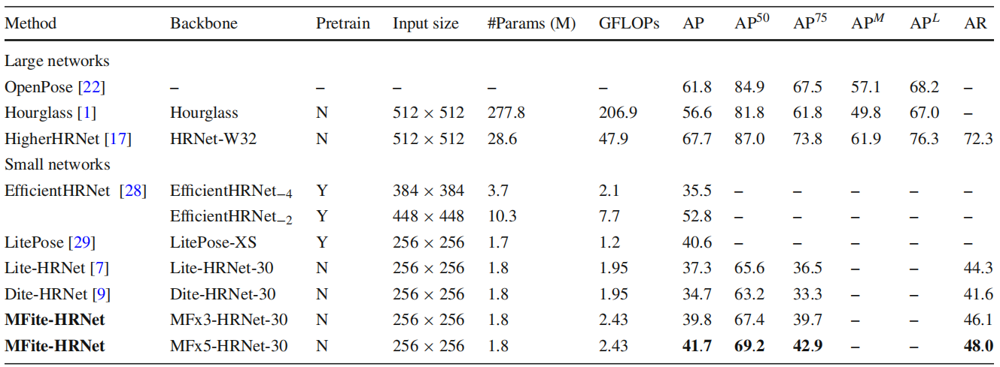 Method Backbone Pretrain Input size #Params (M) GFLOPs AP AP50 AP75 APM APL AR
Large networks
OpenPose [22] – – – – – 61.8 84.9 67.5 57.1 68.2 –
Hourglass [1] Hourglass N 512 × 512 277.8 206.9 56.6 81.8 61.8 49.8 67.0 –
HigherHRNet [17] HRNet-W32 N 512 × 512 28.6 47.9 67.7 87.0 73.8 61.9 76.3 72.3
Small networks
EfficientHRNet [28] EfficientHRNet−4 Y 384 × 384 3.7 2.1 35.5 – – – – –
EfficientHRNet−2 Y 448 × 448 10.3 7.7 52.8 – – – – –
LitePose [29] LitePose-XS Y 256 × 256 1.7 1.2 40.6 – – – – –
Lite-HRNet [7] Lite-HRNet-30 N 256 × 256 1.8 1.95 37.3 65.6 36.5 – – 44.3
Dite-HRNet [9] Dite-HRNet-30 N 256 × 256 1.8 1.95 34.7 63.2 33.3 – – 41.6
MFite-HRNet MFx3-HRNet-30 N 256 × 256 1.8 2.43 39.8 67.4 39.7 – – 46.1
MFite-HRNet MFx5-HRNet-30 N 256 × 256 1.8 2.43 41.7 69.2 42.9 – – 48.0